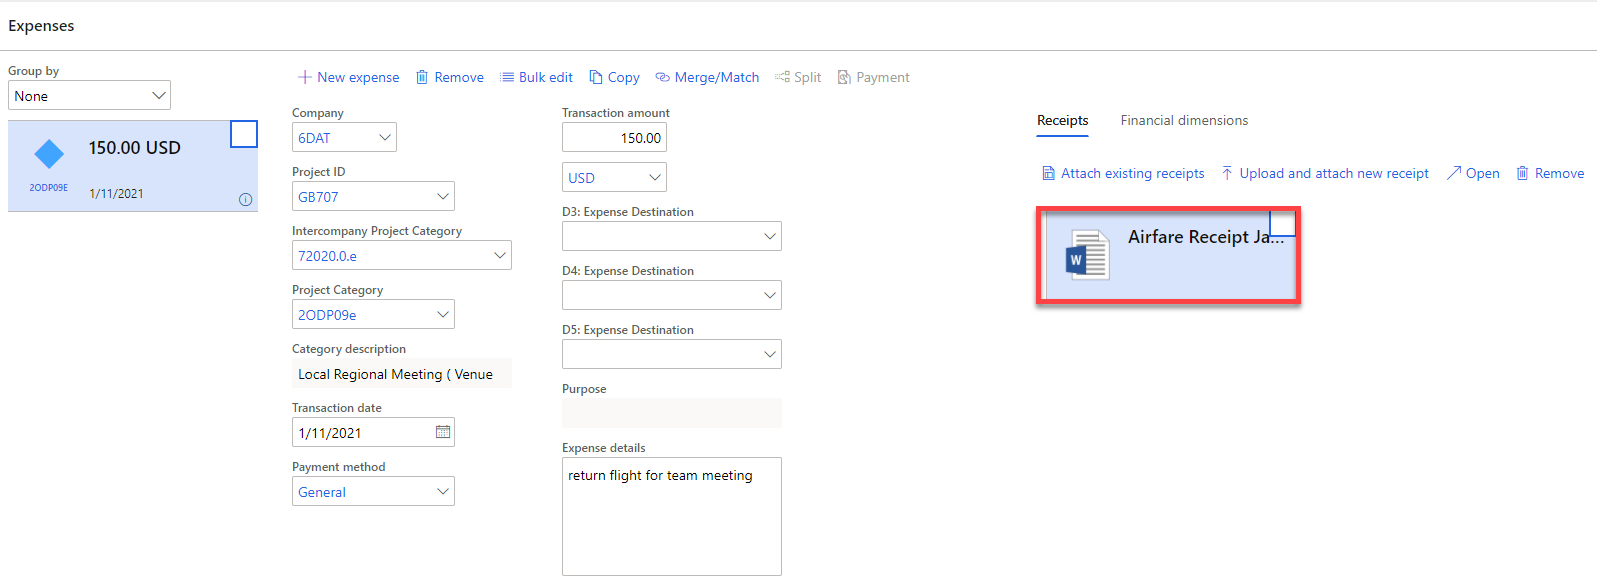 Expenses
Group by
None
150.00 USD
2ODP09E
1/11/2021
New expense Remove Bulk edit Copy Merge/Match Split Payment
Company
6DAT
Project ID
GB707
Intercompany Project Category
72020.0.e
Project Category
2ODP09e
Category description
Local Regional Meeting ( Venue
Transaction date
1/11/2021
Payment method
General
Transaction amount
150.00
USD
D3: Expense Destination
D4: Expense Destination
D5: Expense Destination
Purpose
Expense details
return flight for team meeting
Receipts Financial dimensions
Attach existing receipts Upload and attach new receipt Open Remove
W
Airfare Receipt Ja...